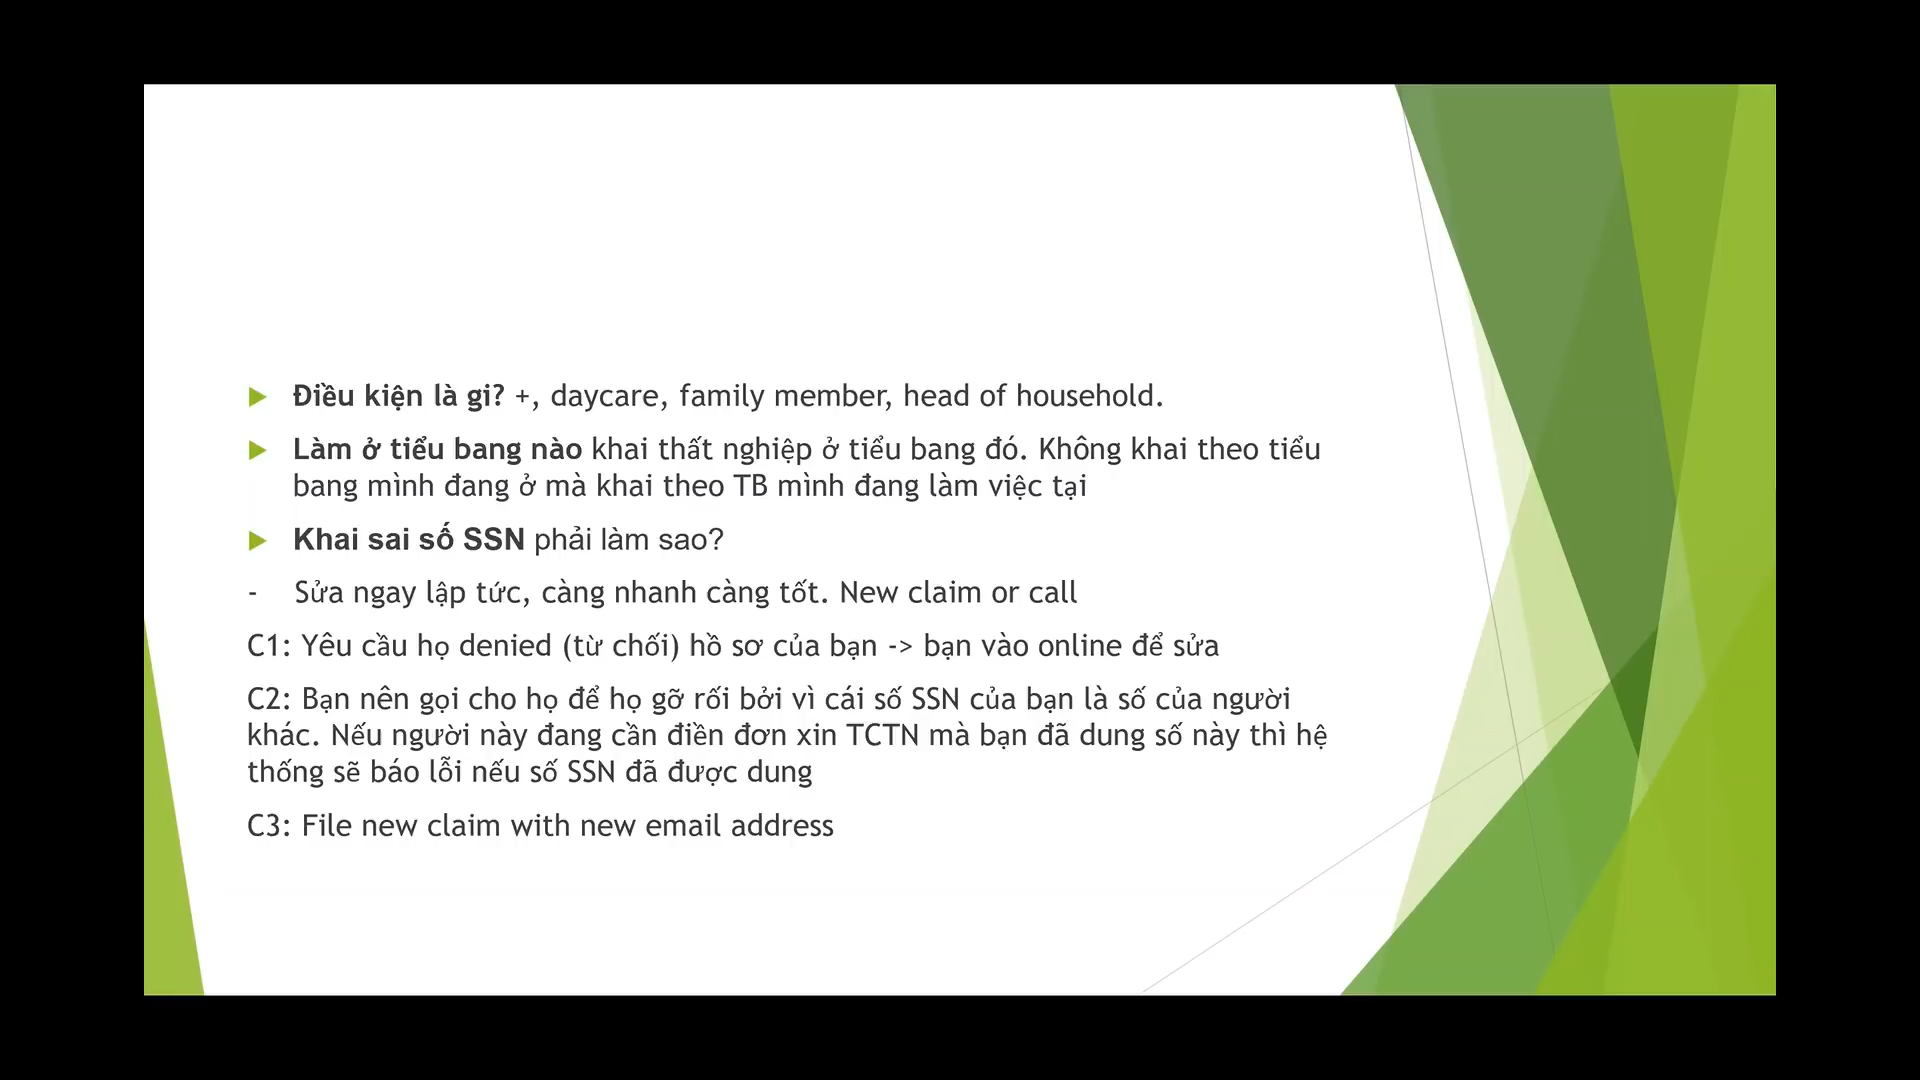 Điều kiện là gi? +, daycare, family member, head of household.
Làm ở tiểu bang nào khai thất nghiệp ở tiểu bang đó. Không khai theo tiểu
bang mình đang ở mà khai theo TB mình đang làm việc tại
Khai sai số SSN phải làm sao?
- Sửa ngay lập tức, càng nhanh càng tốt. New claim or call
C1: Yêu cầu họ denied (từ chối) hồ sơ của bạn -> bạn vào online để sửa
C2: Bạn nên gọi cho họ để họ gỡ rối bởi vì cái số SSN của bạn là số của người
khác. Nếu người này đang cần điền đơn xin TCTN mà bạn đã dung số này thì hệ
thống sẽ báo lỗi nếu số SSN đã được dung
C3: File new claim with new email address